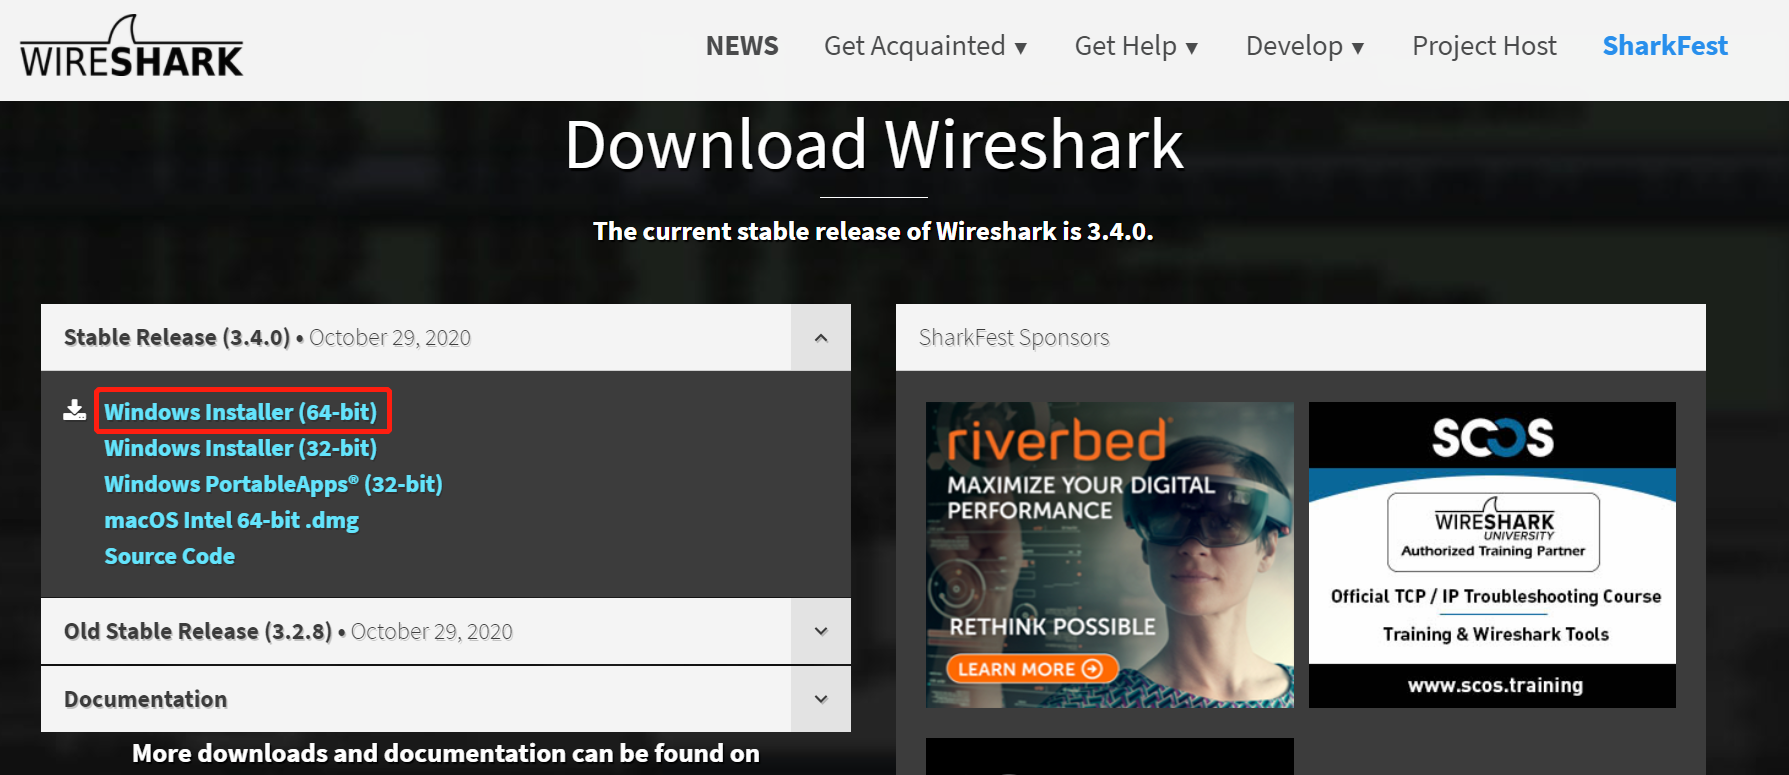 WIRESHARK
NEWS
Get Acquainted ▼
Get Help ▼
Develop ▼
Project Host
SharkFest
Download Wireshark
The current stable release of Wireshark is 3.4.0.
Stable Release (3.4.0) • October 29, 2020
Windows Installer (64-bit)
Windows Installer (32-bit)
Windows PortableApps® (32-bit)
macOS Intel 64-bit .dmg
Source Code
Old Stable Release (3.2.8) • October 29, 2020
Documentation
More downloads and documentation can be found on
SharkFest Sponsors
riverbed
MAXIMIZE YOUR DIGITAL
PERFORMANCE
RETHINK POSSIBLE
LEARN MORE
SCOS
WIRESHARK
UNIVERSITY
Authorized Training Partner
Official TCP / IP Troubleshooting Course
Training & Wireshark Tools
www.scos.training